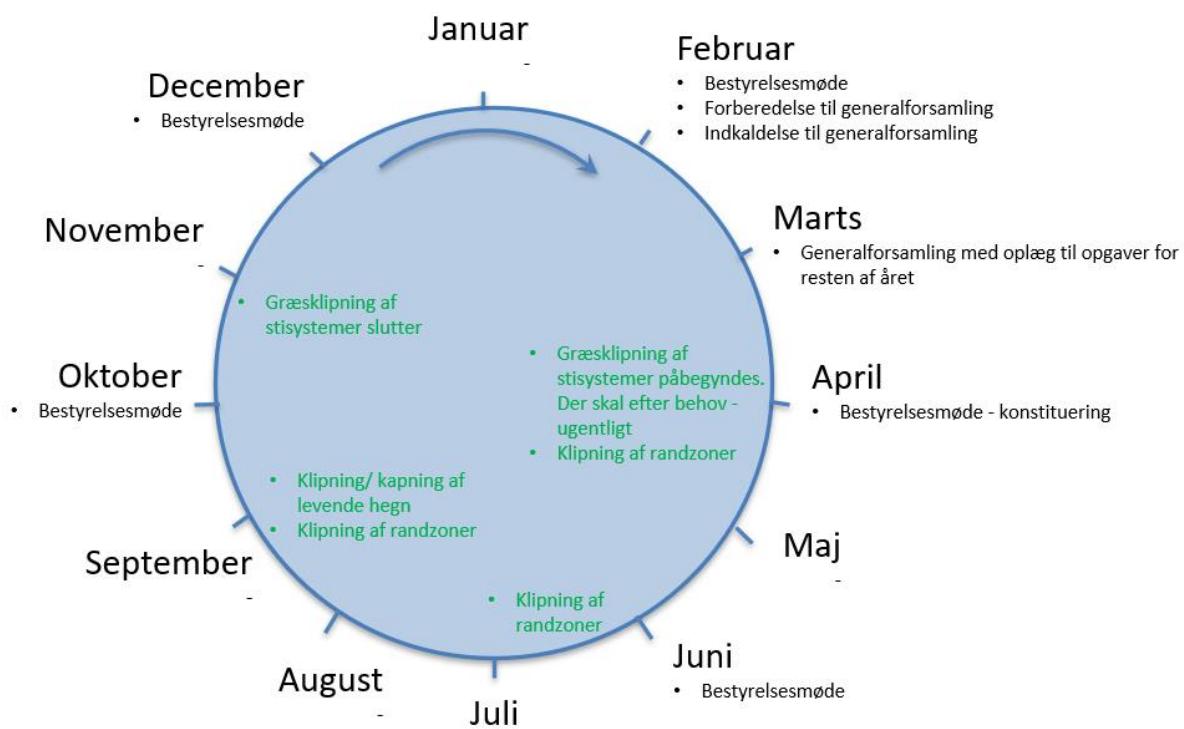 Januar
-
Februar
• Bestyrelsesmøde
• Forberedelse til generalforsamling
• Indkaldelse til generalforsamling
Marts
• Generalforsamling med oplæg til opgaver for
resten af året
April
• Bestyrelsesmøde - konstituering
Maj
-
Juni
• Bestyrelsesmøde
Juli
August
-
September
-
Oktober
• Bestyrelsesmøde
November
-
December
• Bestyrelsesmøde
• Græsklipning af
stisystemer slutter
• Græsklipning af
stisystemer påbegyndes.
Der skal efter behov -
ugentligt
• Klipning af randzoner
• Klipning/ kapning af
levende hegn
• Klipning af randzoner
• Klipning af
randzoner